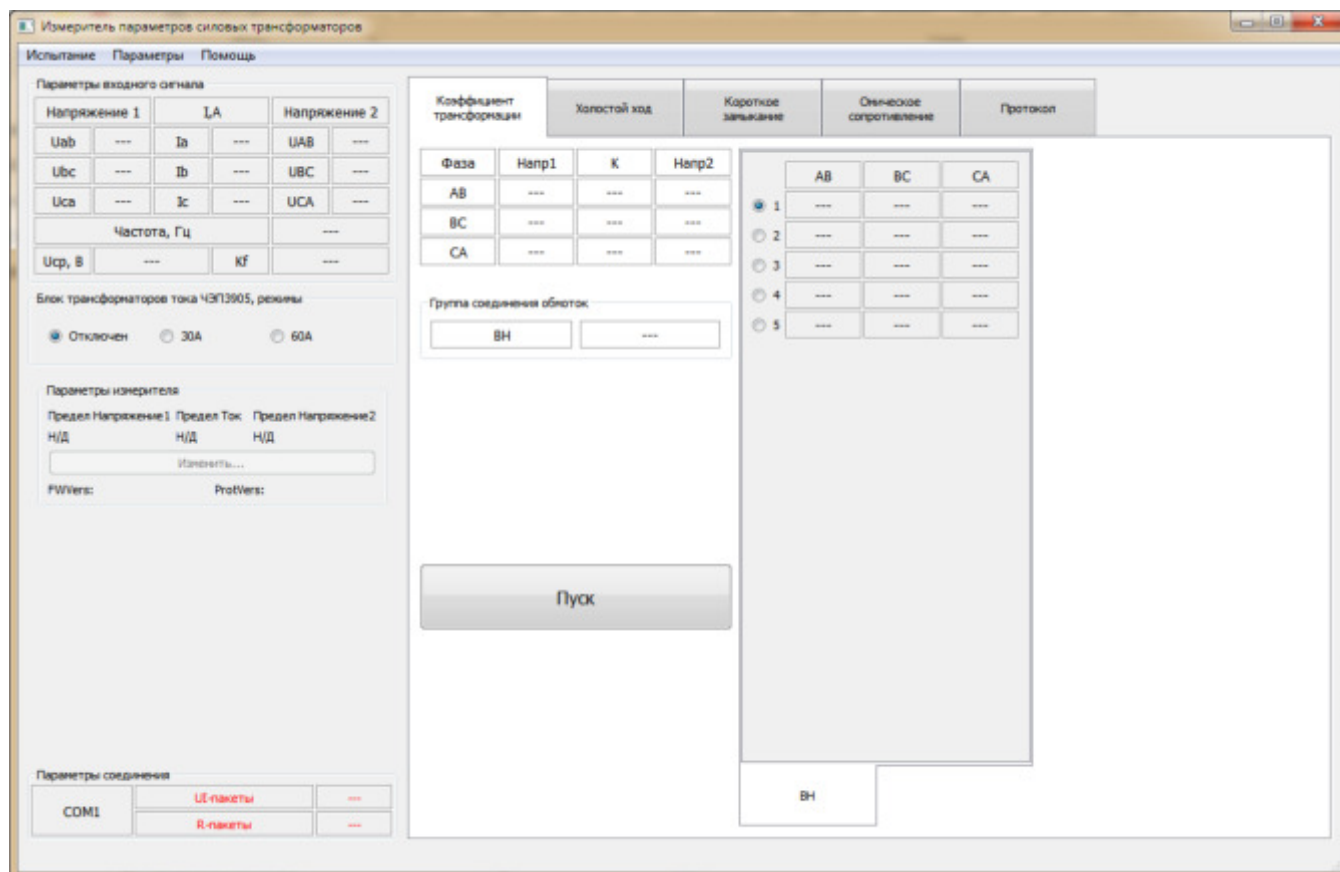 Измеритель параметров силовых трансформаторов
Испытание Параметры Помощь
Параметры входного сигнала
Напряжение 1 I,A Напряжение 2
Uab --- Ia --- UAB ---
Ubc --- Ib --- UBC ---
Uca --- Ic --- UCA ---
Частота, Гц ---
Uср, В --- Kf ---
Блок трансформаторов тока ЧЭП3905, режимы
Отключен 30А 60А
Параметры измерителя
Предел Напряжение1 Предел Ток Предел Напряжение2
Н/Д Н/Д Н/Д
Изменить...
FWVers: ProtVers:
Параметры соединения
COM1
UI-пакеты ---
R-пакеты ---
Коэффициент трансформации
Холостой ход
Короткое замыкание
Омическое сопротивление
Протокол
Фаза Напр1 К Напр2
AB --- --- ---
BC --- --- ---
CA --- --- ---
Группа соединения обмоток
ВН ---
Пуск
AB BC CA
1 --- --- ---
2 --- --- ---
3 --- --- ---
4 --- --- ---
5 --- --- ---
ВН